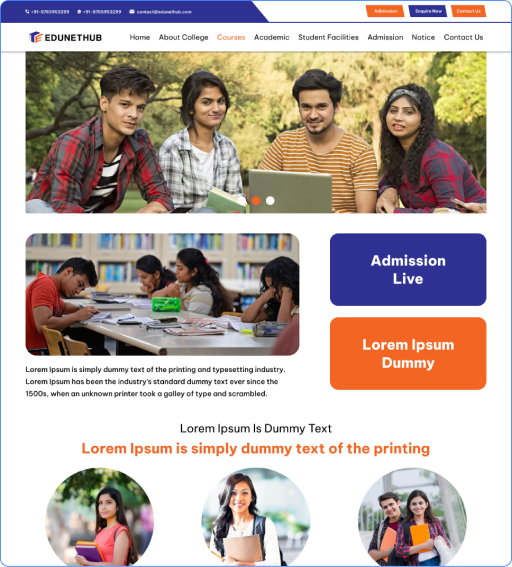 +91-8763953299 +91-8763953299 contact@edunethub.com Admission Enquire Now Contact Us
EDUNETHUB Home About College Courses Academic Student Facilities Admission Notice Contact Us
Admission
Live
Lorem Ipsum
Dummy
Lorem Ipsum is simply dummy text of the printing and typesetting industry.
Lorem Ipsum has been the industry's standard dummy text ever since the
1500s, when an unknown printer took a galley of type and scrambled.
Lorem Ipsum Is Dummy Text
Lorem Ipsum is simply dummy text of the printing